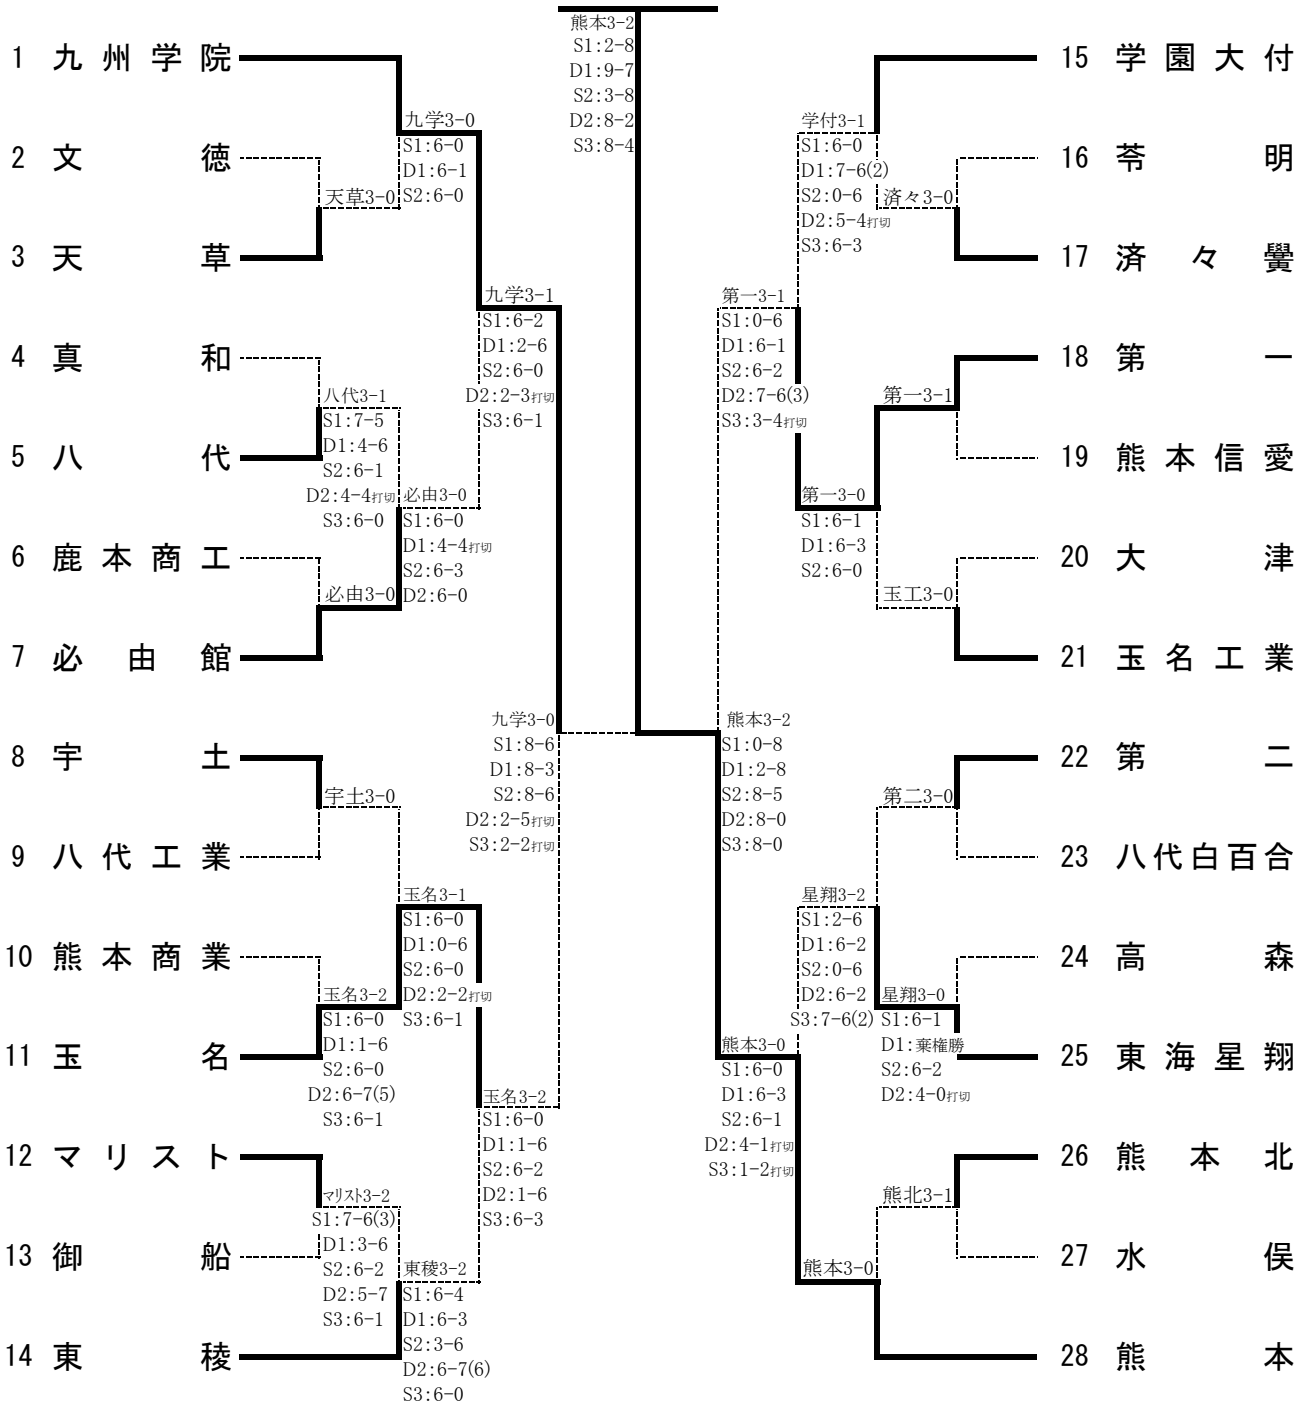 熊本3-2
S1:2-8
D1:9-7
S2:3-8
D2:8-2
S3:8-4
1 九州学院
2 文徳
3 天草
4 真和
5 八代
6 鹿本商工
7 必由館
8 宇土
9 八代工業
10 熊本商業
11 玉名
12 マリスト
13 御船
14 東稜
九学3-0
S1:6-0
D1:6-1
S2:6-0
天草3-0
九学3-1
S1:6-2
D1:2-6
S2:6-0
D2:2-3打切
S3:6-1
八代3-1
S1:7-5
D1:4-6
S2:6-1
D2:4-4打切
S3:6-0
必由3-0
S1:6-0
D1:4-4打切
S2:6-3
D2:6-0
必由3-0
九学3-0
S1:8-6
D1:8-3
S2:8-6
D2:2-5打切
S3:2-2打切
宇土3-0
玉名3-1
S1:6-0
D1:0-6
S2:6-0
D2:2-2打切
S3:6-1
玉名3-2
S1:6-0
D1:1-6
S2:6-0
D2:6-7(5)
S3:6-1
玉名3-2
S1:6-0
D1:1-6
S2:6-2
D2:1-6
S3:6-3
マリスト3-2
S1:7-6(3)
D1:3-6
S2:6-2
D2:5-7
S3:6-1
東稜3-2
S1:6-4
D1:6-3
S2:3-6
D2:6-7(6)
S3:6-0
15 学園大付
16 苓明
17 済々黌
18 第一
19 熊本信愛
20 大津
21 玉名工業
22 第二
23 八代白百合
24 高森
25 東海星翔
26 熊本北
27 水俣
28 熊本
学付3-1
S1:6-0
D1:7-6(2)
S2:0-6
D2:5-4打切
S3:6-3
済々3-0
第一3-1
S1:0-6
D1:6-1
S2:6-2
D2:7-6(3)
S3:3-4打切
第一3-1
第一3-0
S1:6-1
D1:6-3
S2:6-0
玉工3-0
熊本3-2
S1:0-8
D1:2-8
S2:8-5
D2:8-0
S3:8-0
第二3-0
星翔3-2
S1:2-6
D1:6-2
S2:0-6
D2:6-2
S3:7-6(2)
星翔3-0
S1:6-1
D1:棄権勝
S2:6-2
D2:4-0打切
熊本3-0
S1:6-0
D1:6-3
S2:6-1
D2:4-1打切
S3:1-2打切
熊北3-1
熊本3-0